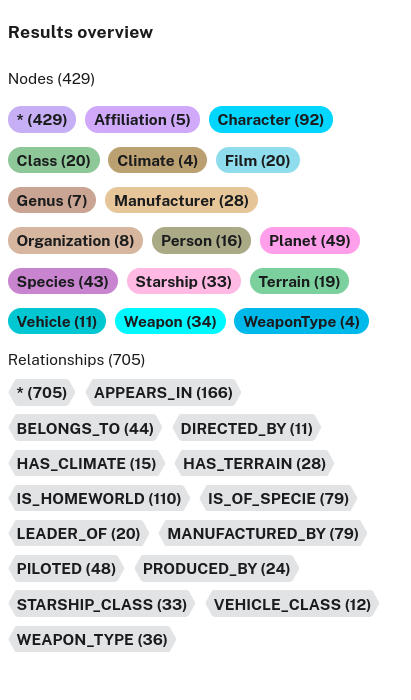 Results overview
Nodes (429)
* (429) Affiliation (5) Character (92)
Class (20) Climate (4) Film (20)
Genus (7) Manufacturer (28)
Organization (8) Person (16) Planet (49)
Species (43) Starship (33) Terrain (19)
Vehicle (11) Weapon (34) WeaponType (4)
Relationships (705)
* (705) APPEARS_IN (166)
BELONGS_TO (44) DIRECTED_BY (11)
HAS_CLIMATE (15) HAS_TERRAIN (28)
IS_HOMEWORLD (110) IS_OF_SPECIE (79)
LEADER_OF (20) MANUFACTURED_BY (79)
PILOTED (48) PRODUCED_BY (24)
STARSHIP_CLASS (33) VEHICLE_CLASS (12)
WEAPON_TYPE (36)